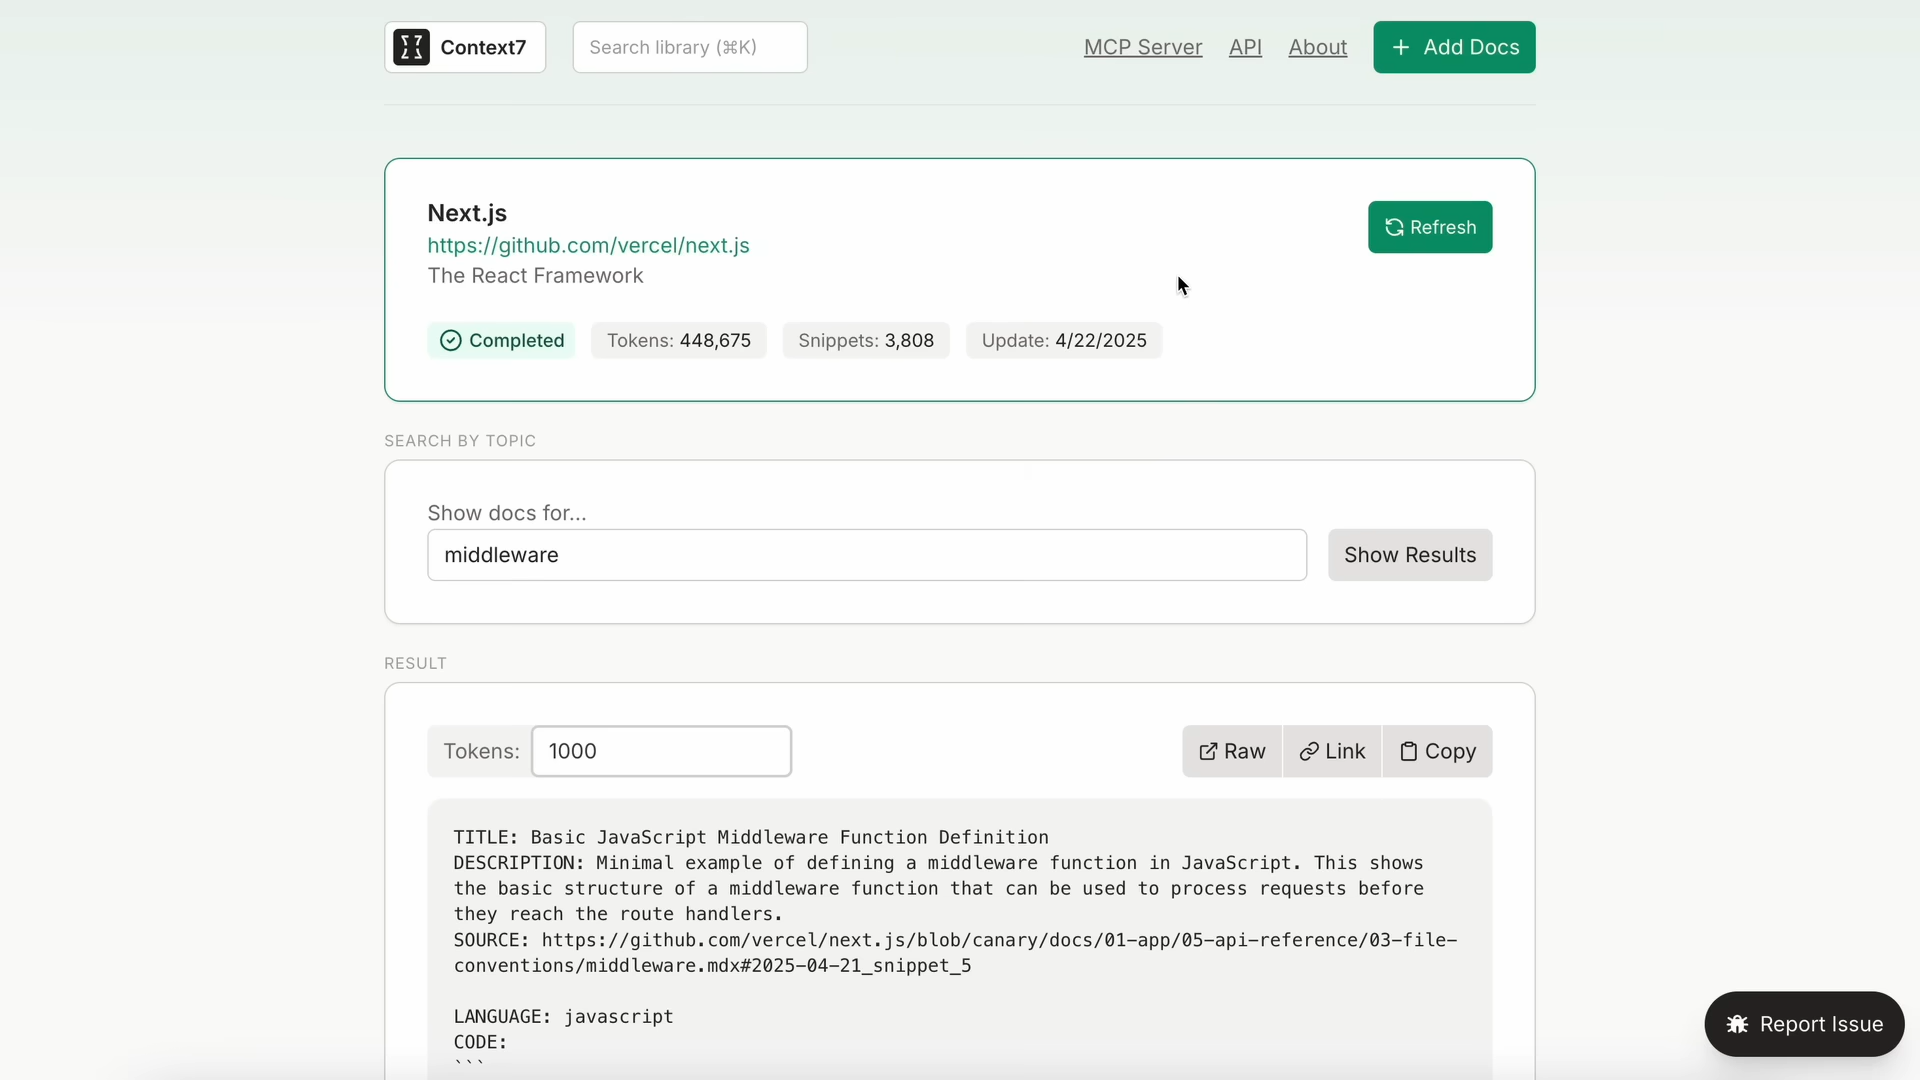 Context7
Search library (⌘K)
MCP Server
API
About
+ Add Docs
Next.js
https://github.com/vercel/next.js
The React Framework
Refresh
Completed
Tokens: 448,675
Snippets: 3,808
Update: 4/22/2025
SEARCH BY TOPIC
Show docs for...
middleware
Show Results
RESULT
Tokens: 1000
Raw
Link
Copy
TITLE: Basic JavaScript Middleware Function Definition
DESCRIPTION: Minimal example of defining a middleware function in JavaScript. This shows
the basic structure of a middleware function that can be used to process requests before
they reach the route handlers.
SOURCE: https://github.com/vercel/next.js/blob/canary/docs/01-app/05-api-reference/03-file-
conventions/middleware.mdx#2025-04-21_snippet_5
LANGUAGE: javascript
CODE:
```
Report Issue